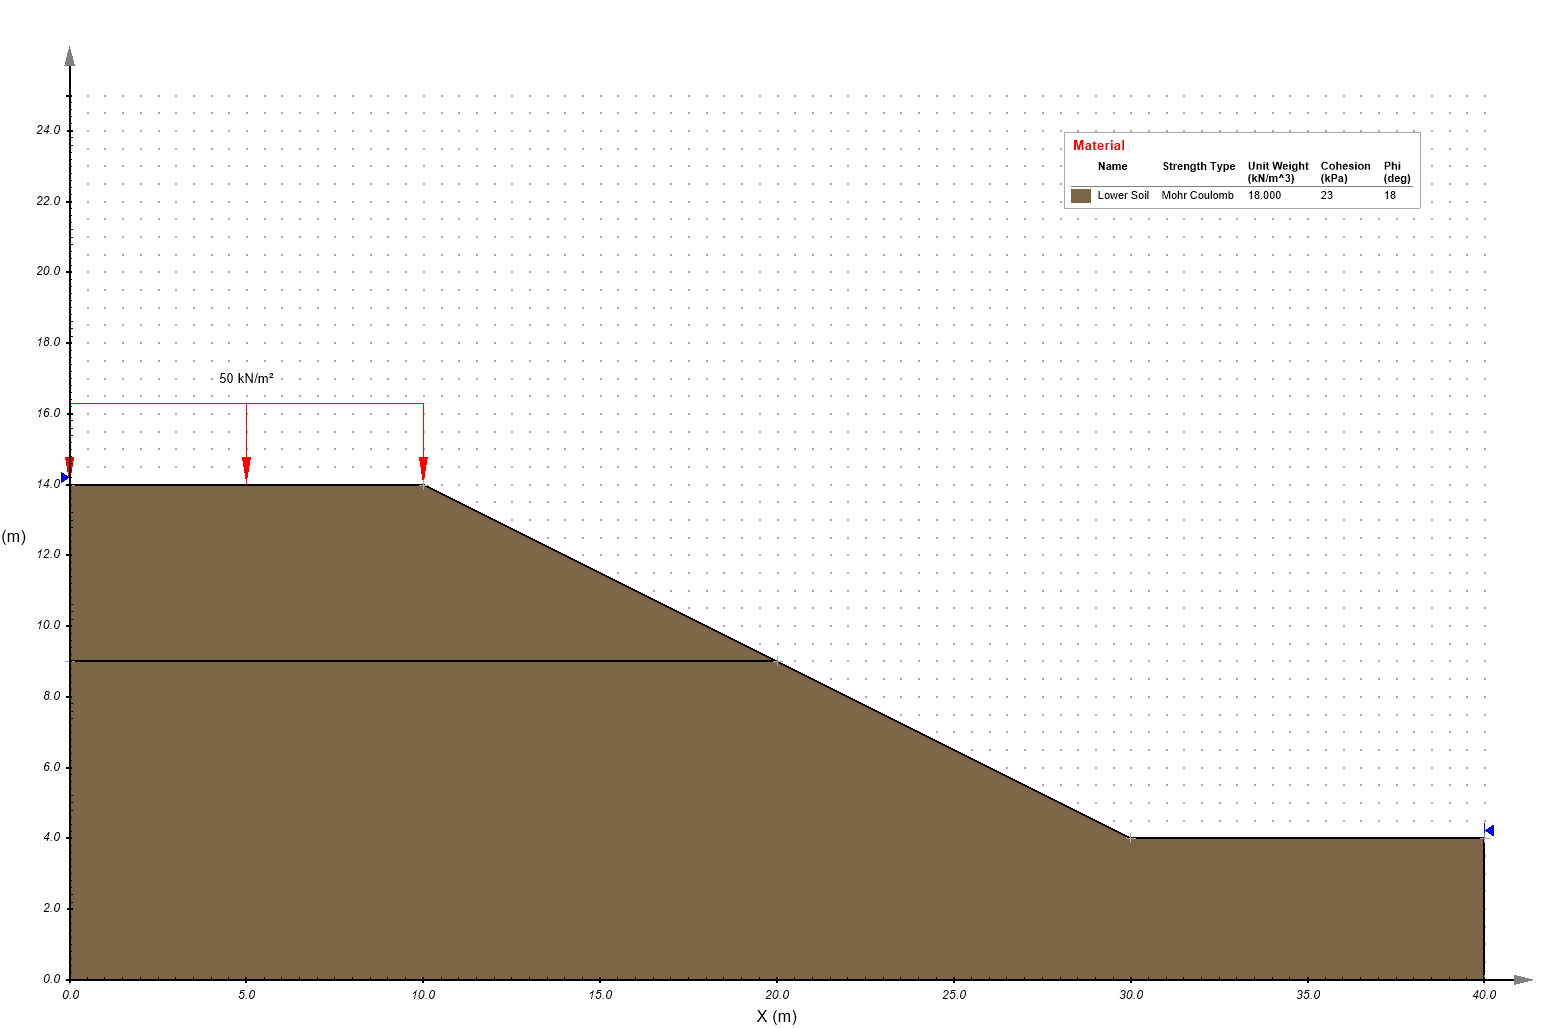 24.0
Material
Name Strength Type Unit Weight (kN/m^3) Cohesion (kPa) Phi (deg)
Lower Soil Mohr Coulomb 18.000 23 18
22.0
20.0
18.0
50 kN/m²
16.0
14.0
(m)
12.0
10.0
8.0
6.0
4.0
2.0
0.0
0.0 5.0 10.0 15.0 20.0 25.0 30.0 35.0 40.0
X (m)